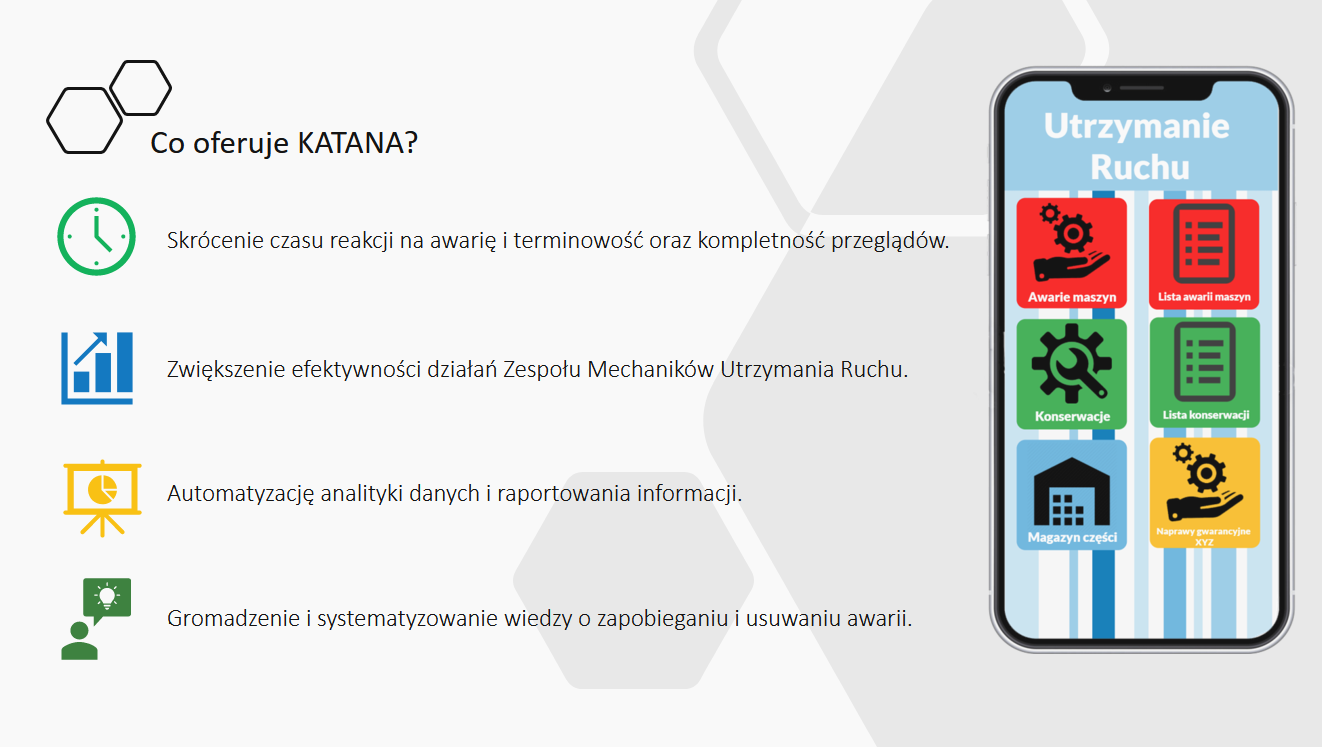 Co oferuje KATANA?
Skrócenie czasu reakcji na awarię i terminowość oraz kompletność przeglądów.
Zwiększenie efektywności działań Zespołu Mechaników Utrzymania Ruchu.
Automatyzację analityki danych i raportowania informacji.
Gromadzenie i systematyzowanie wiedzy o zapobieganiu i usuwaniu awarii.
Utrzymanie
Ruchu
Awarie maszyn
Lista awarii maszyn
Konserwacje
Lista konserwacji
Magazyn części
Naprawy gwarancyjne
XYZ